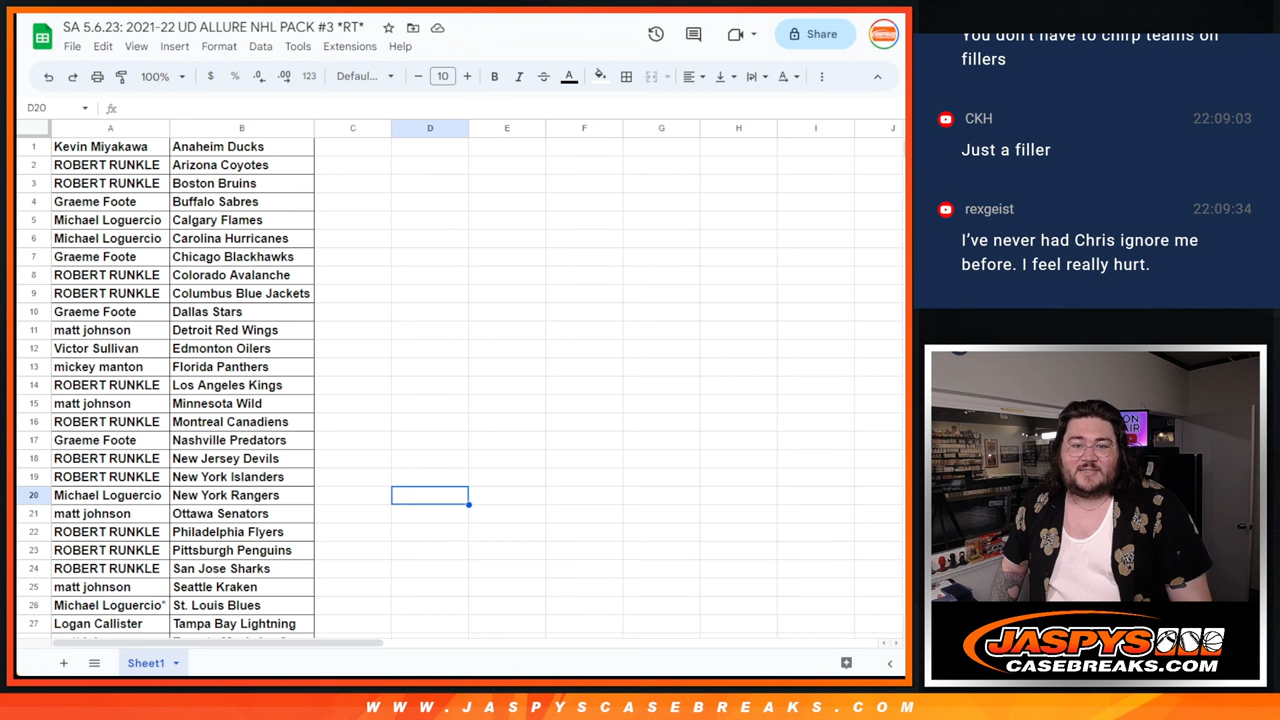 SA 5.6.23: 2021-22 UD ALLURE NHL PACK #3 *RT*
File Edit View Insert Format Data Tools Extensions Help
Share
100% $ % .0 .00 123 Defaul... 10 B I A
D20 fx
A B C D E F G H I J
1 Kevin Miyakawa Anaheim Ducks
2 ROBERT RUNKLE Arizona Coyotes
3 ROBERT RUNKLE Boston Bruins
4 Graeme Foote Buffalo Sabres
5 Michael Loguercio Calgary Flames
6 Michael Loguercio Carolina Hurricanes
7 Graeme Foote Chicago Blackhawks
8 ROBERT RUNKLE Colorado Avalanche
9 ROBERT RUNKLE Columbus Blue Jackets
10 Graeme Foote Dallas Stars
11 matt johnson Detroit Red Wings
12 Victor Sullivan Edmonton Oilers
13 mickey manton Florida Panthers
14 ROBERT RUNKLE Los Angeles Kings
15 matt johnson Minnesota Wild
16 ROBERT RUNKLE Montreal Canadiens
17 Graeme Foote Nashville Predators
18 ROBERT RUNKLE New Jersey Devils
19 ROBERT RUNKLE New York Islanders
20 Michael Loguercio New York Rangers
21 matt johnson Ottawa Senators
22 ROBERT RUNKLE Philadelphia Flyers
23 ROBERT RUNKLE Pittsburgh Penguins
24 ROBERT RUNKLE San Jose Sharks
25 matt johnson Seattle Kraken
26 Michael Loguercio* St. Louis Blues
27 Logan Callister Tampa Bay Lightning
Sheet1
You don't have to chirp teams on
fillers
CKH 22:09:03
Just a filler
rexgeist 22:09:34
I've never had Chris ignore me
before. I feel really hurt.
ON
AIR
JASPYS
CASEBREAKS.COM
WWW.JASPYSCASEBREAKS.COM